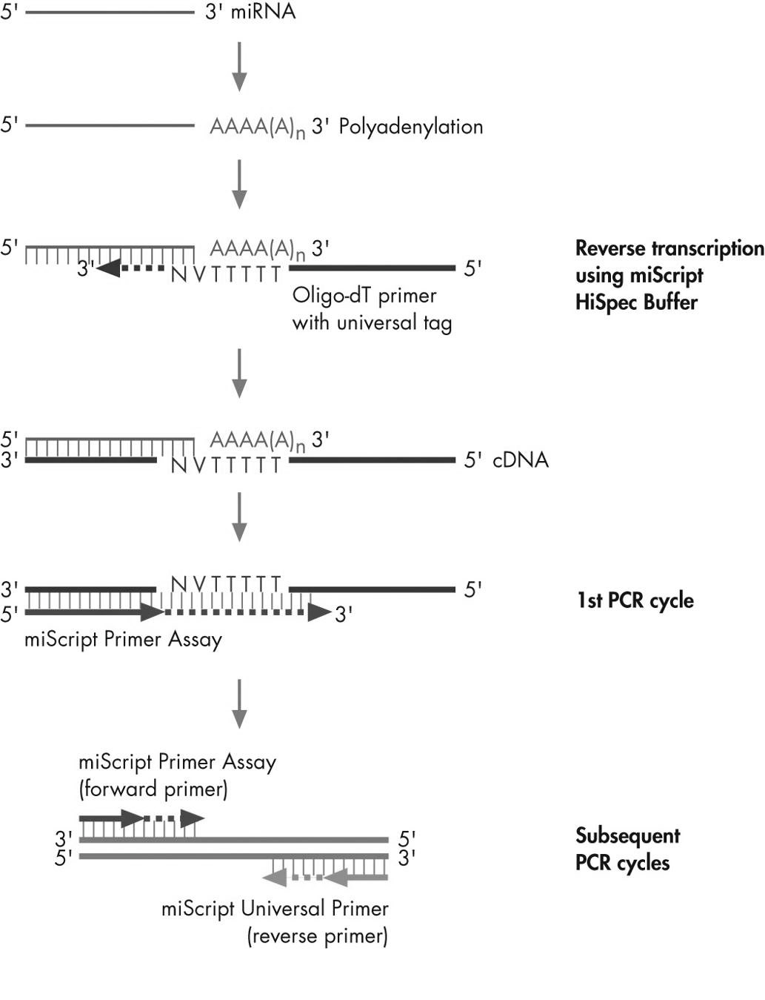 5' 3' miRNA
5' AAAA(A)n 3' Polyadenylation
5' AAAA(A)n 3'
3' N V T T T T T 5'
Oligo-dT primer
with universal tag
Reverse transcription
using miScript
HiSpec Buffer
5' AAAA(A)n 3'
3' N V T T T T T 5' cDNA
3' N V T T T T T 5'
5' 3'
miScript Primer Assay
1st PCR cycle
miScript Primer Assay
(forward primer)
3' 5'
5' 3'
miScript Universal Primer
(reverse primer)
Subsequent
PCR cycles